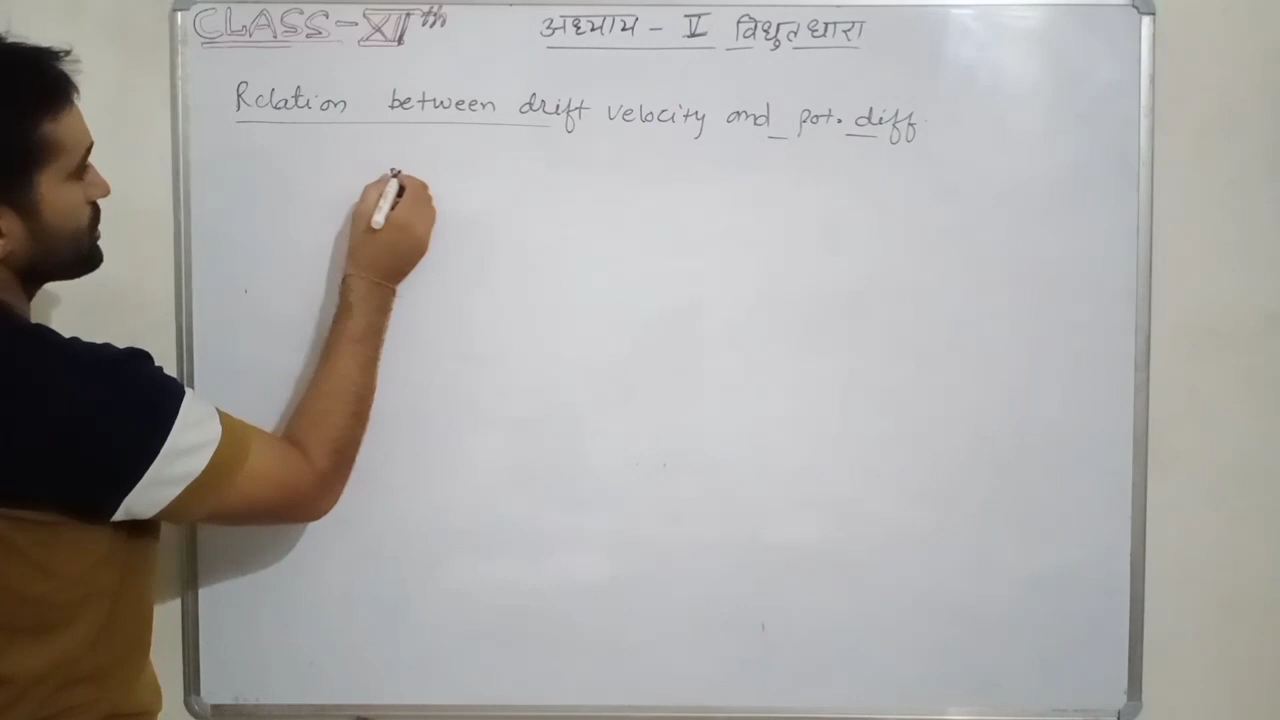 CLASS-XIth
अध्याय - V विधुत धारा
Relation between drift velocity and pot. diff.